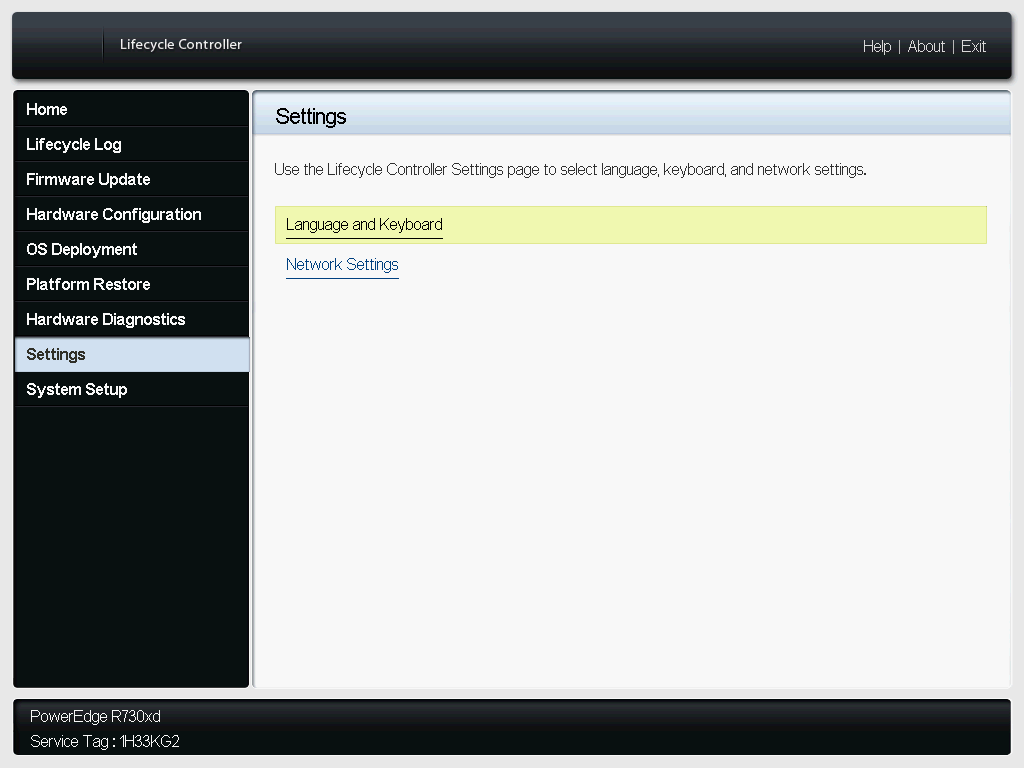 Lifecycle Controller
Help | About | Exit
Home
Lifecycle Log
Firmware Update
Hardware Configuration
OS Deployment
Platform Restore
Hardware Diagnostics
Settings
System Setup
Settings
Use the Lifecycle Controller Settings page to select language, keyboard, and network settings.
Language and Keyboard
Network Settings
PowerEdge R730xd
Service Tag : 1H33KG2